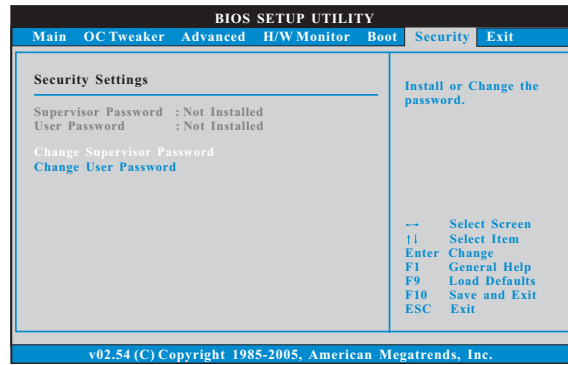 BIOS SETUP UTILITY
Main OC Tweaker Advanced H/W Monitor Boot Security Exit
Security Settings
Supervisor Password : Not Installed
User Password : Not Installed
Change Supervisor Password
Change User Password
Install or Change the
password.
←→ Select Screen
↑↓ Select Item
Enter Change
F1 General Help
F9 Load Defaults
F10 Save and Exit
ESC Exit
v02.54 (C) Copyright 1985-2005, American Megatrends, Inc.